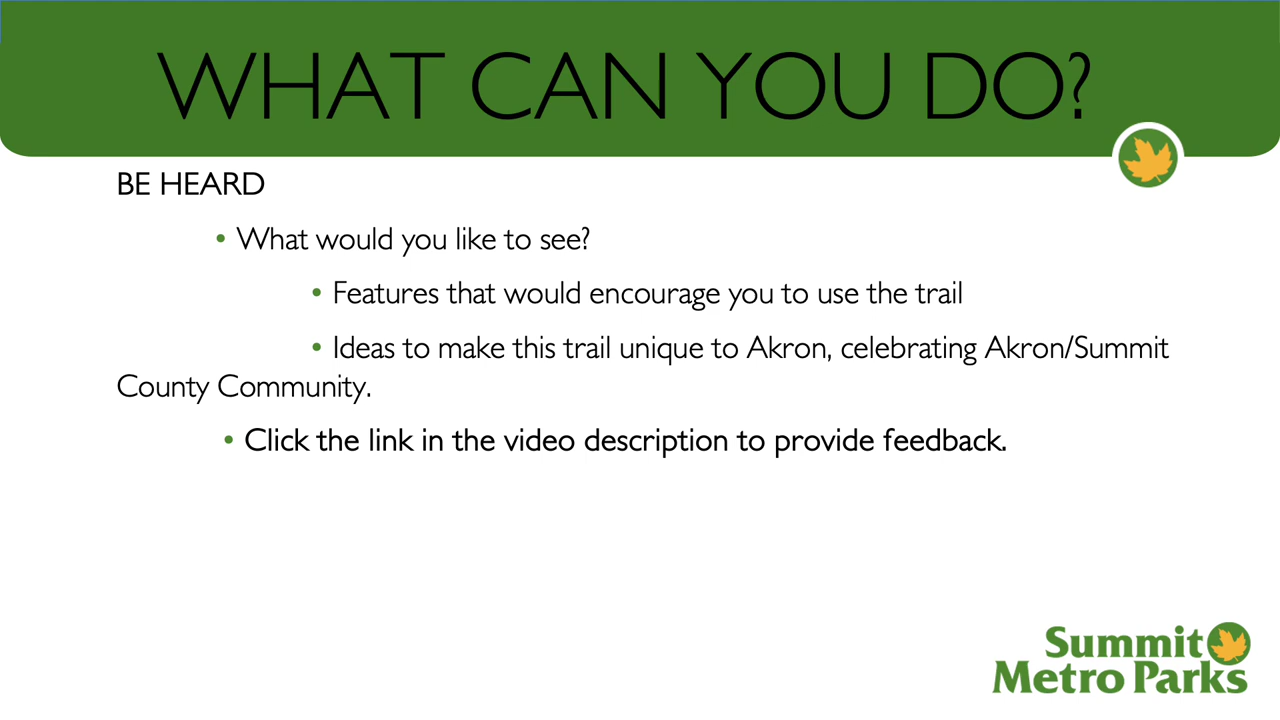 WHAT CAN YOU DO?
BE HEARD
• What would you like to see?
• Features that would encourage you to use the trail
• Ideas to make this trail unique to Akron, celebrating Akron/Summit
County Community.
• Click the link in the video description to provide feedback.
Summit
Metro Parks